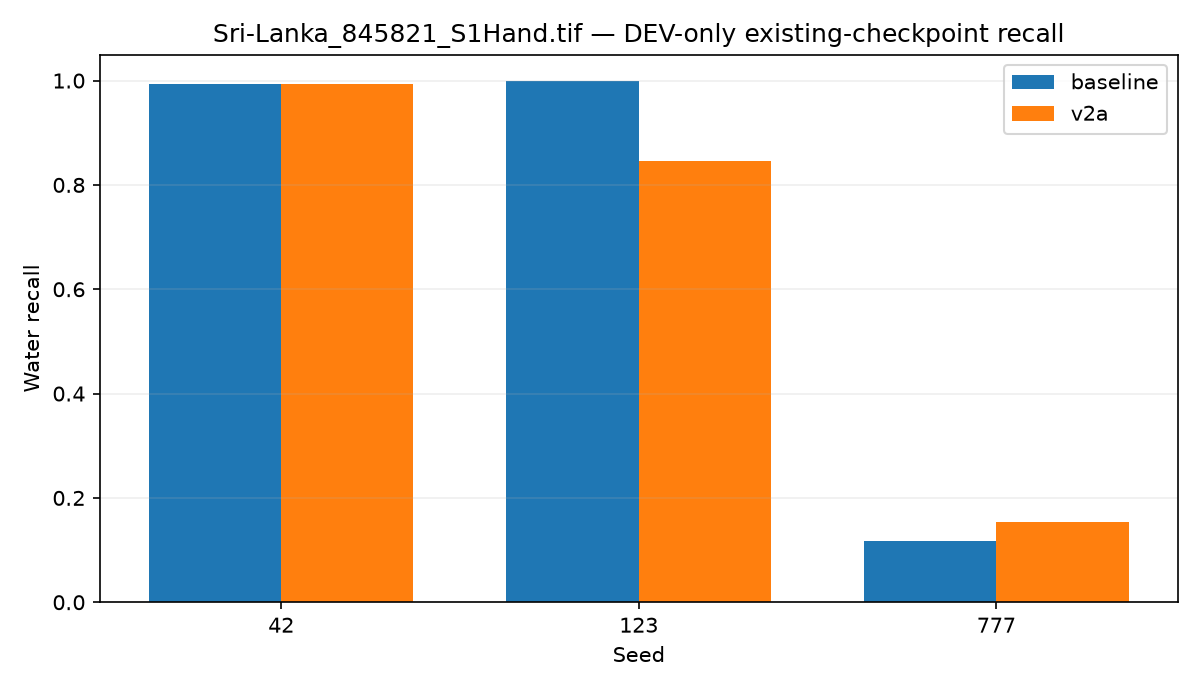 Sri-Lanka_845821_S1Hand.tif — DEV-only existing-checkpoint recall
baseline
v2a
1.0
0.8
0.6
0.4
0.2
0.0
Water recall
42
123
777
Seed